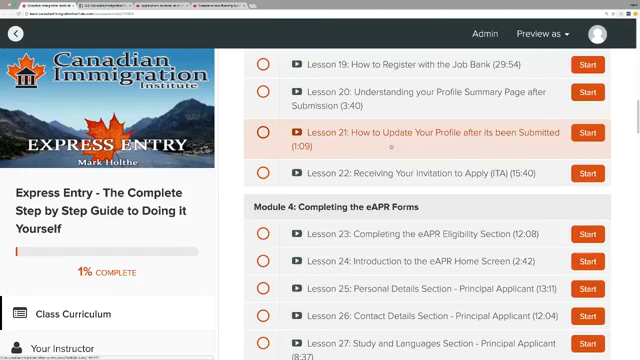 Admin
Preview as
Canadian
Immigration
Institute
EXPRESS ENTRY
Mark Holthe
Express Entry - The Complete
Step by Step Guide to Doing it
Yourself
1% COMPLETE
Class Curriculum
Your Instructor
Lesson 19: How to Register with the Job Bank (29:54)
Start
Lesson 20: Understanding your Profile Summary Page after
Submission (3:40)
Start
Lesson 21: How to Update Your Profile after its been Submitted
(1:09)
Start
Lesson 22: Receiving Your Invitation to Apply (ITA) (15:40)
Start
Module 4: Completing the eAPR Forms
Lesson 23: Completing the eAPR Eligibility Section (12:08)
Start
Lesson 24: Introduction to the eAPR Home Screen (2:42)
Start
Lesson 25: Personal Details Section - Principal Applicant (13:11)
Start
Lesson 26: Contact Details Section - Principal Applicant (12:04)
Start
Lesson 27: Study and Languages Section - Principal Applicant
(8:37)
Start